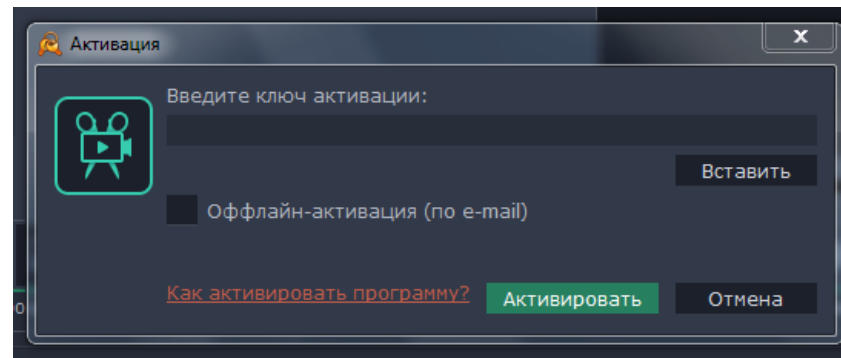 Активация
x
Введите ключ активации:
Вставить
Оффлайн-активация (по e-mail)
Как активировать программу?
Активировать
Отмена